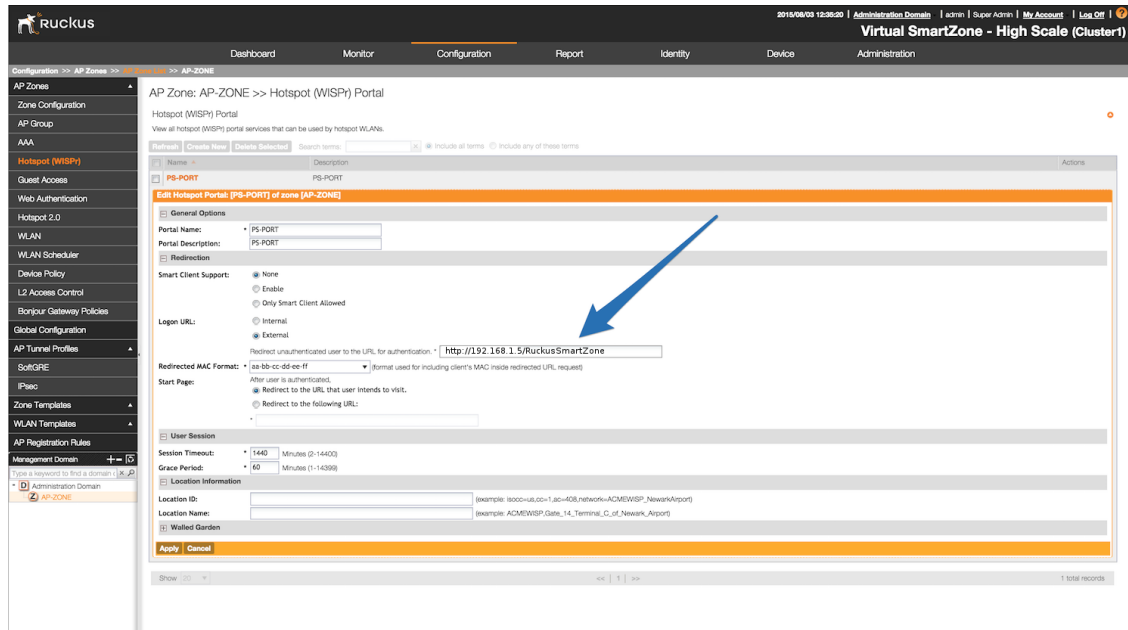 Ruckus
2015/08/03 12:35:20 | Administration Domain | admin | Super Admin | My Account | Log Off | ?
Virtual SmartZone - High Scale (Cluster1)
Dashboard Monitor Configuration Report Identity Device Administration
Configuration >> AP Zones >> AP Zone List >> AP-ZONE
AP Zones
Zone Configuration
AP Group
AAA
Hotspot (WISPr)
Guest Access
Web Authentication
Hotspot 2.0
WLAN
WLAN Scheduler
Device Policy
L2 Access Control
Bonjour Gateway Policies
Global Configuration
AP Tunnel Profiles
SoftGRE
IPsec
Zone Templates
WLAN Templates
AP Registration Rules
Management Domain
Type a keyword to find a domain
D Administration Domain
Z AP-ZONE
AP Zone: AP-ZONE >> Hotspot (WISPr) Portal
Hotspot (WISPr) Portal
View all hotspot (WISPr) portal services that can be used by hotspot WLANs.
Refresh Create New Delete Selected Search terms: x Include all terms Include any of these terms
Name Description Actions
PS-PORT PS-PORT
Edit Hotspot Portal: [PS-PORT] of zone [AP-ZONE]
General Options
Portal Name: * PS-PORT
Portal Description: PS-PORT
Redirection
Smart Client Support: None
Enable
Only Smart Client Allowed
Logon URL: Internal
External
Redirect unauthenticated user to the URL for authentication. * http://192.168.1.5/RuckusSmartZone
Redirected MAC Format: * aa-bb-cc-dd-ee-ff (format used for including client's MAC inside redirected URL request)
Start Page: After user is authenticated,
Redirect to the URL that user intends to visit.
Redirect to the following URL:
*
User Session
Session Timeout: * 1440 Minutes (2-14400)
Grace Period: * 60 Minutes (1-14399)
Location Information
Location ID: (example: isocc=us,cc=1,ac=408,network=ACMEWISP_NewarkAirport)
Location Name: (example: ACMEWISP,Gate_14_Terminal_C_of_Newark_Airport)
Walled Garden
Apply Cancel
Show 20 << | 1 | >> 1 total records